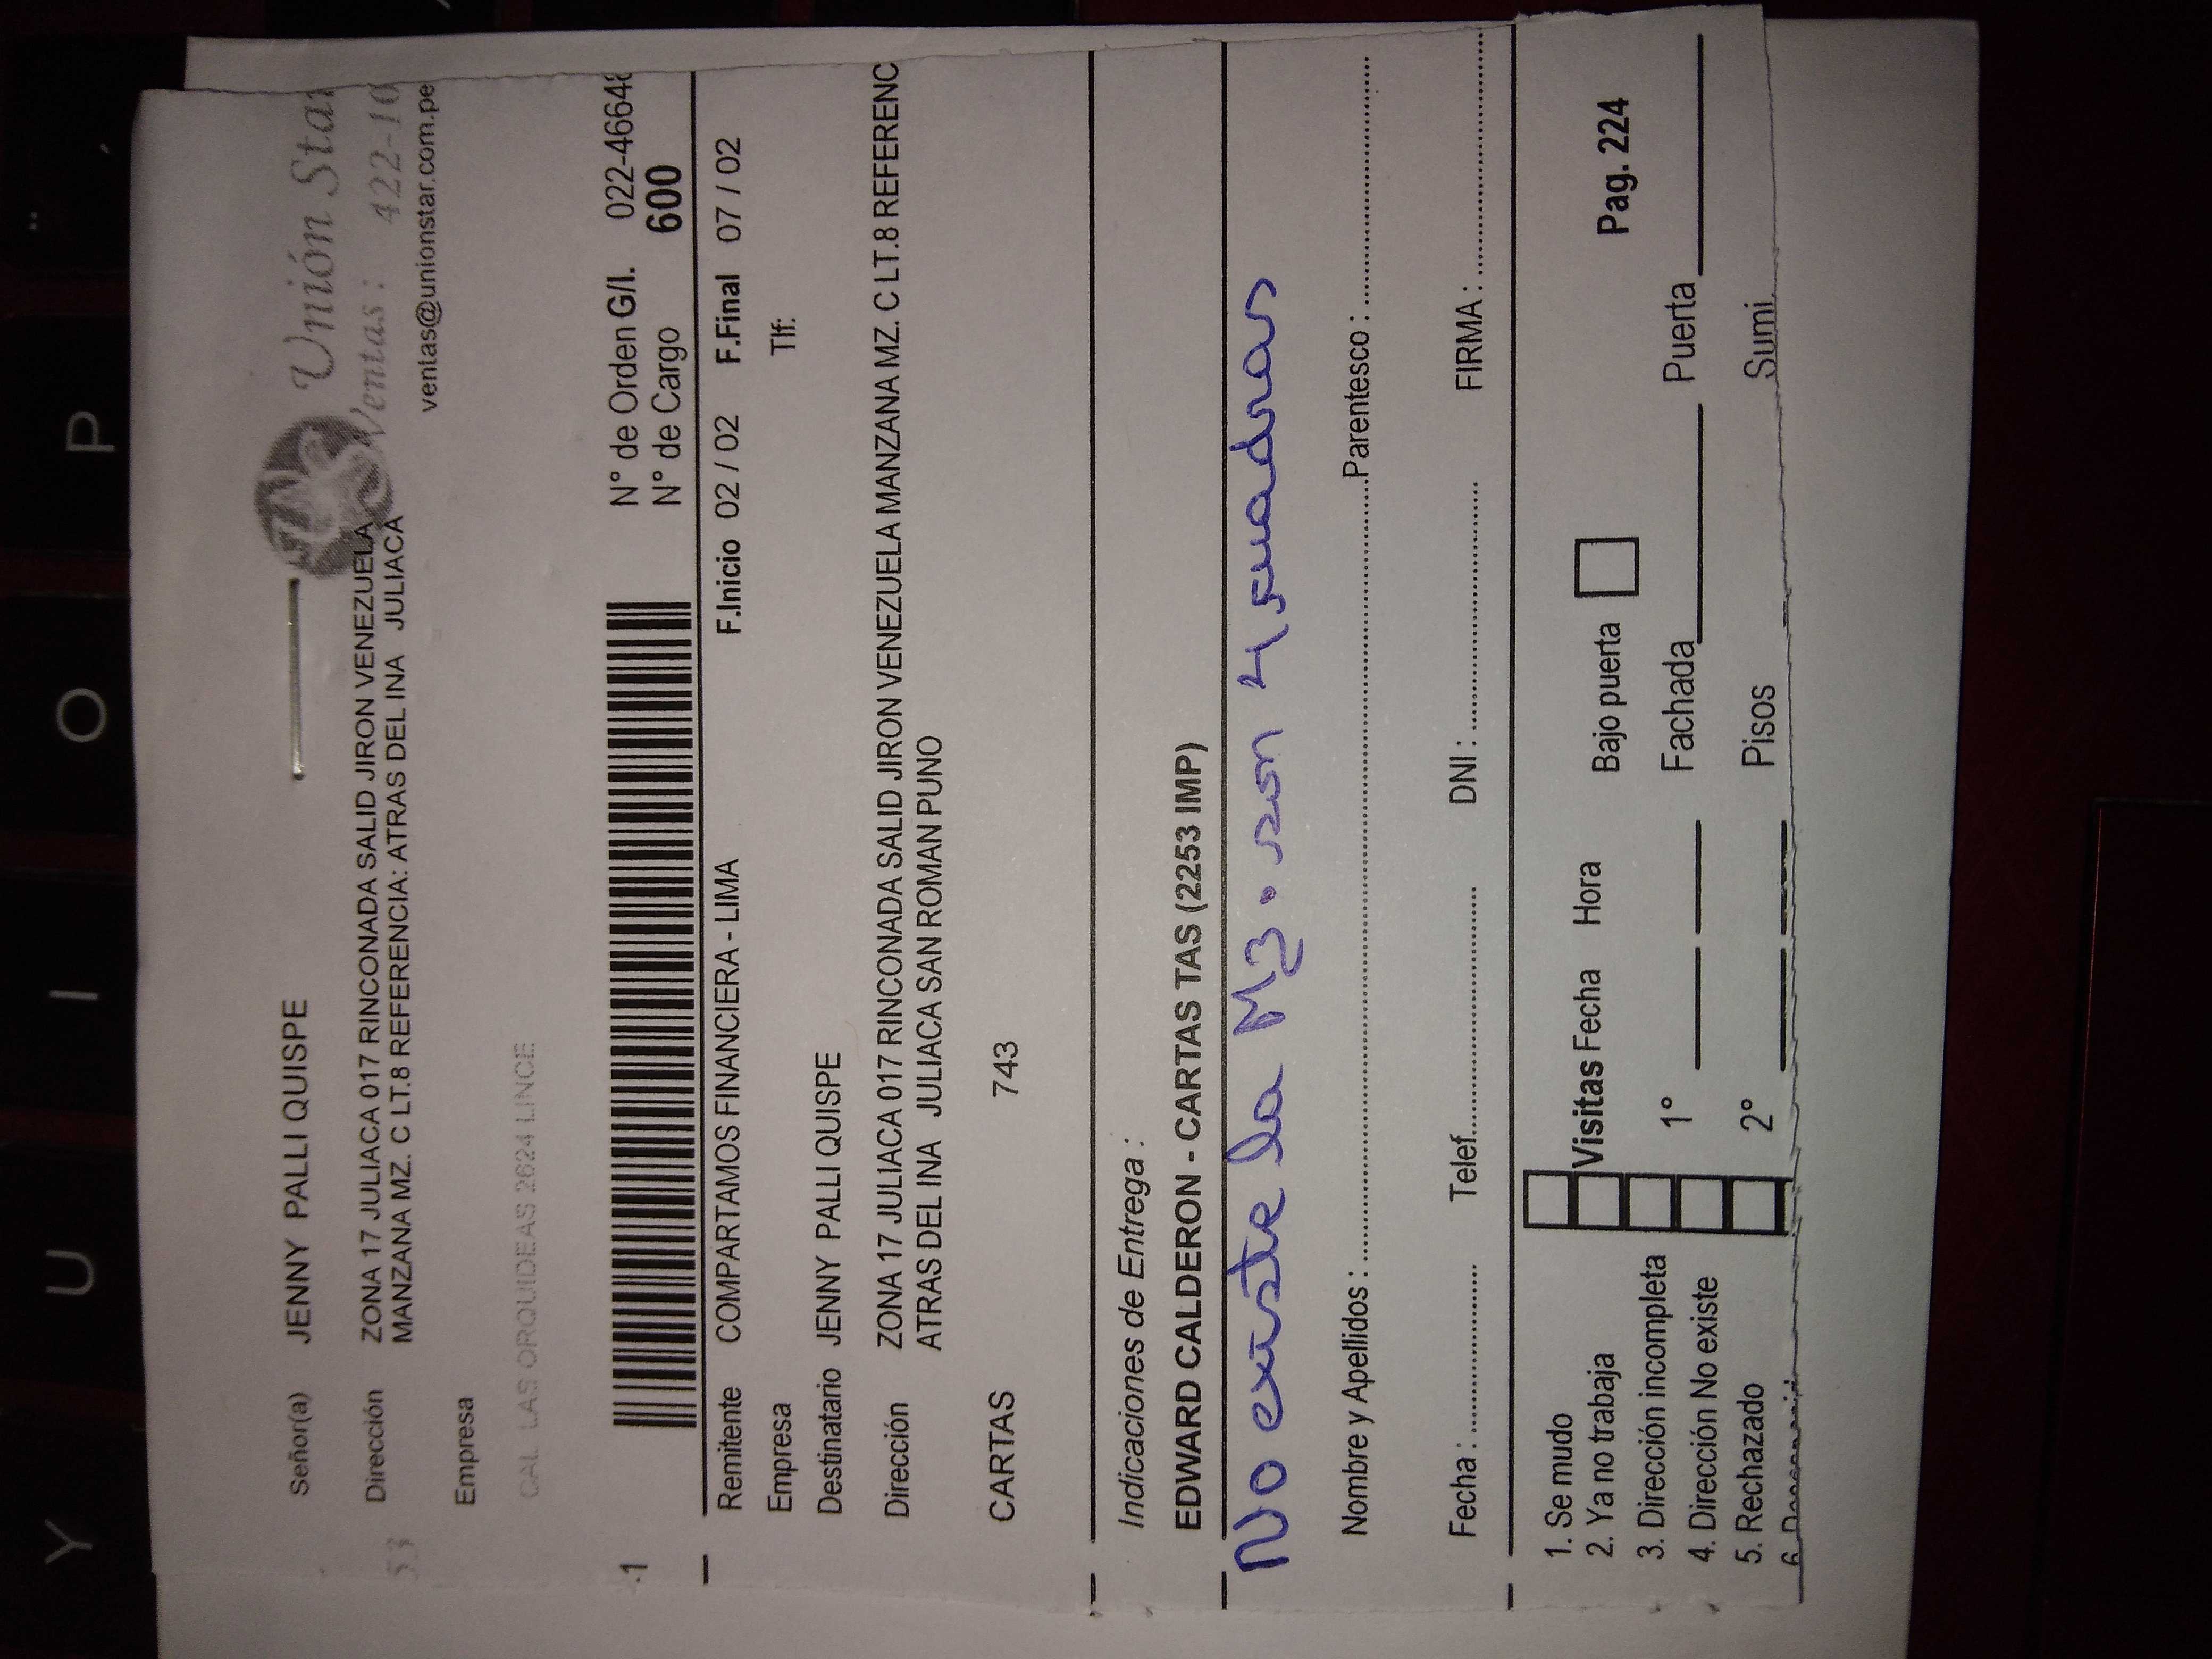 Unión Star
Ventas : 422-10
ventas@unionstar.com.pe
Señor(a) JENNY PALLI QUISPE
Dirección ZONA 17 JULIACA 017 RINCONADA SALID JIRON VENEZUELA
MANZANA MZ. C LT.8 REFERENCIA: ATRAS DEL INA JULIACA
53
Empresa
CAL LAS ORQUIDEAS 2624 LINCE
-1
N° de Orden G/I. 022-46648
N° de Cargo 600
Remitente COMPARTAMOS FINANCIERA - LIMA F.Inicio 02 / 02 F.Final 07 / 02
Empresa Tlf:
Destinatario JENNY PALLI QUISPE
Dirección ZONA 17 JULIACA 017 RINCONADA SALID JIRON VENEZUELA MANZANA MZ. C LT.8 REFERENC
ATRAS DEL INA JULIACA SAN ROMAN PUNO
CARTAS 743
Indicaciones de Entrega :
EDWARD CALDERON - CARTAS TAS (2253 IMP)
No existe la Mz. son 4 cuadras
Nombre y Apellidos : Parentesco :
Fecha : Telef. DNI : FIRMA :
1. Se mudo
2. Ya no trabaja Visitas Fecha Hora Bajo puerta Pag. 224
3. Dirección incompleta
4. Dirección No existe 1° Fachada Puerta
5. Rechazado 2° Pisos Sumi
6.
Y U I O P